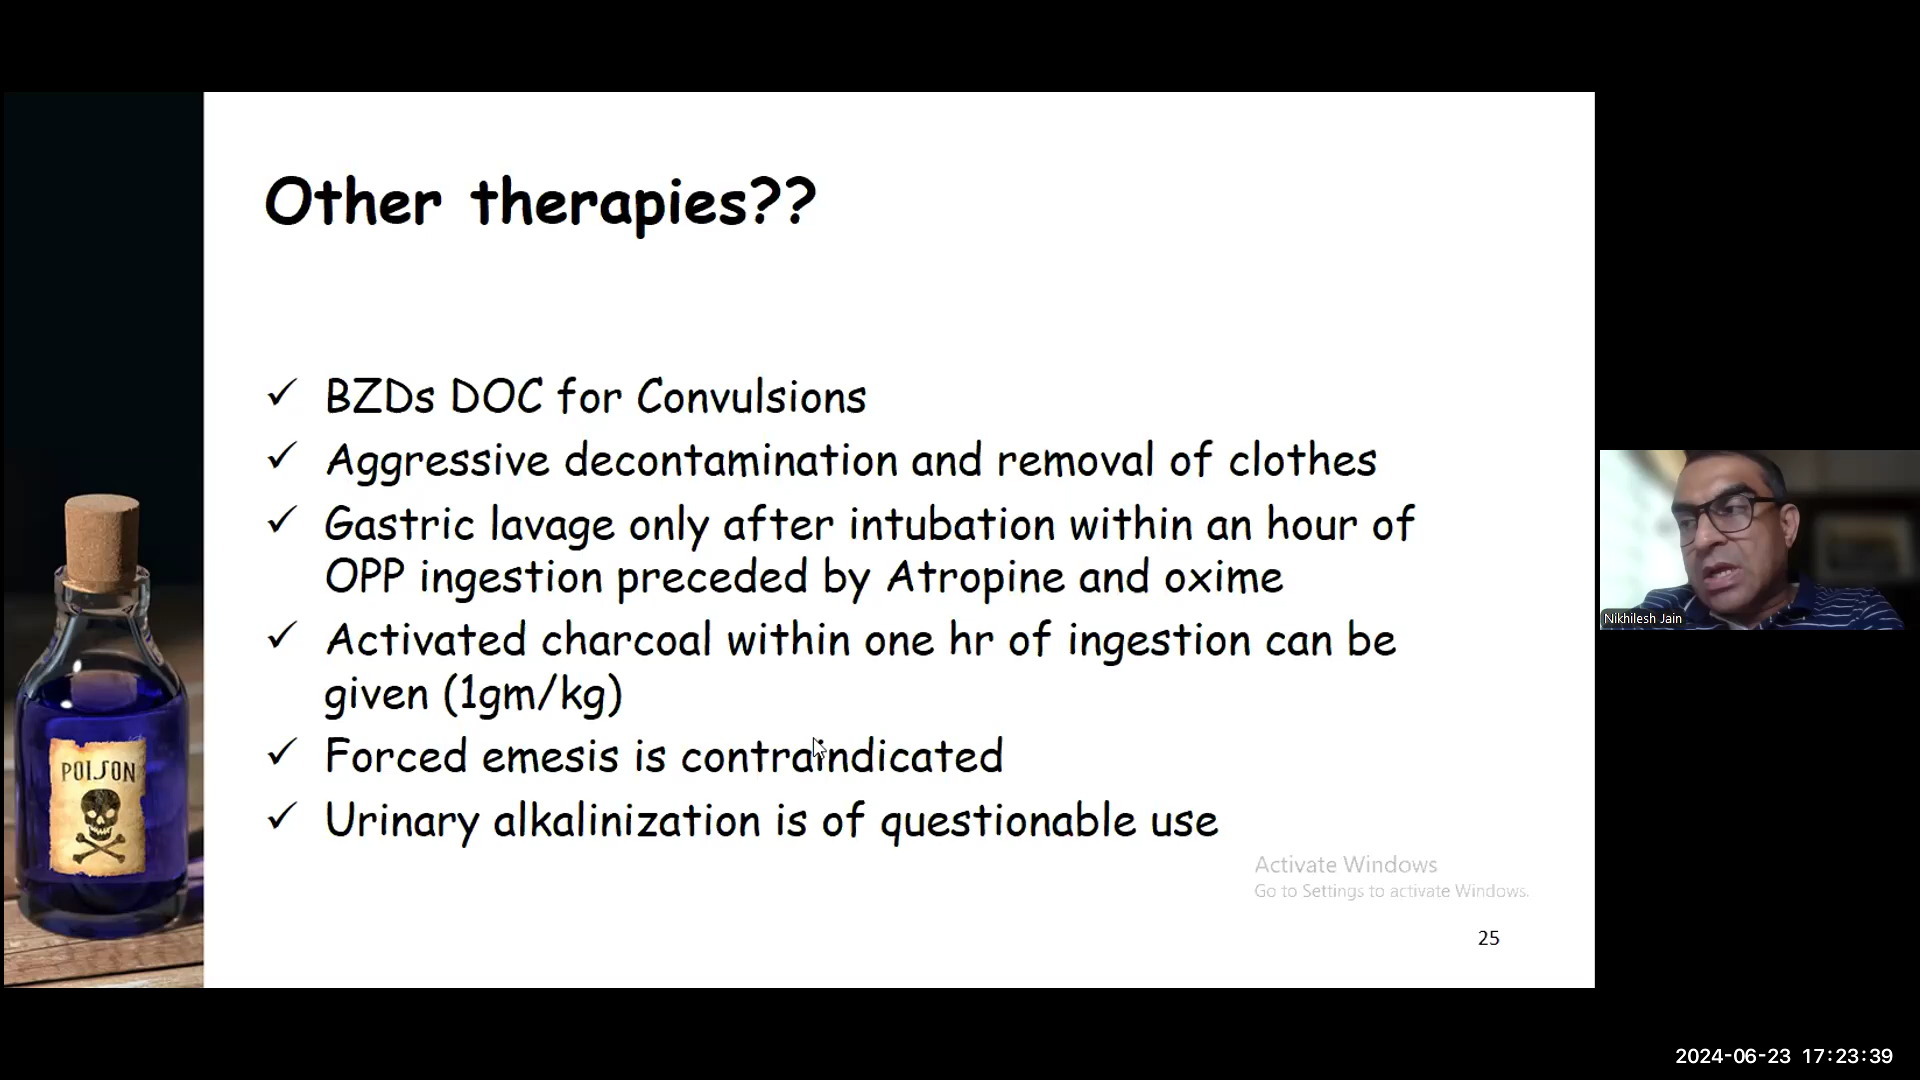 Other therapies??
✓ BZDs DOC for Convulsions
✓ Aggressive decontamination and removal of clothes
✓ Gastric lavage only after intubation within an hour of
OPP ingestion preceded by Atropine and oxime
✓ Activated charcoal within one hr of ingestion can be
given (1gm/kg)
✓ Forced emesis is contraindicated
✓ Urinary alkalinization is of questionable use
POISON
Activate Windows
Go to Settings to activate Windows.
25
Nikhilesh Jain
2024-06-23 17:23:39